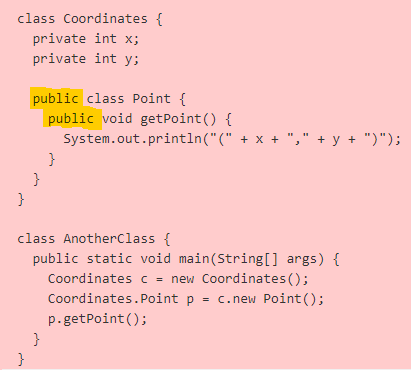 class Coordinates {
  private int x;
  private int y;

  public class Point {
    public void getPoint() {
      System.out.println("(" + x + "," + y + ")");
    }
  }
}

class AnotherClass {
  public static void main(String[] args) {
    Coordinates c = new Coordinates();
    Coordinates.Point p = c.new Point();
    p.getPoint();
  }
}